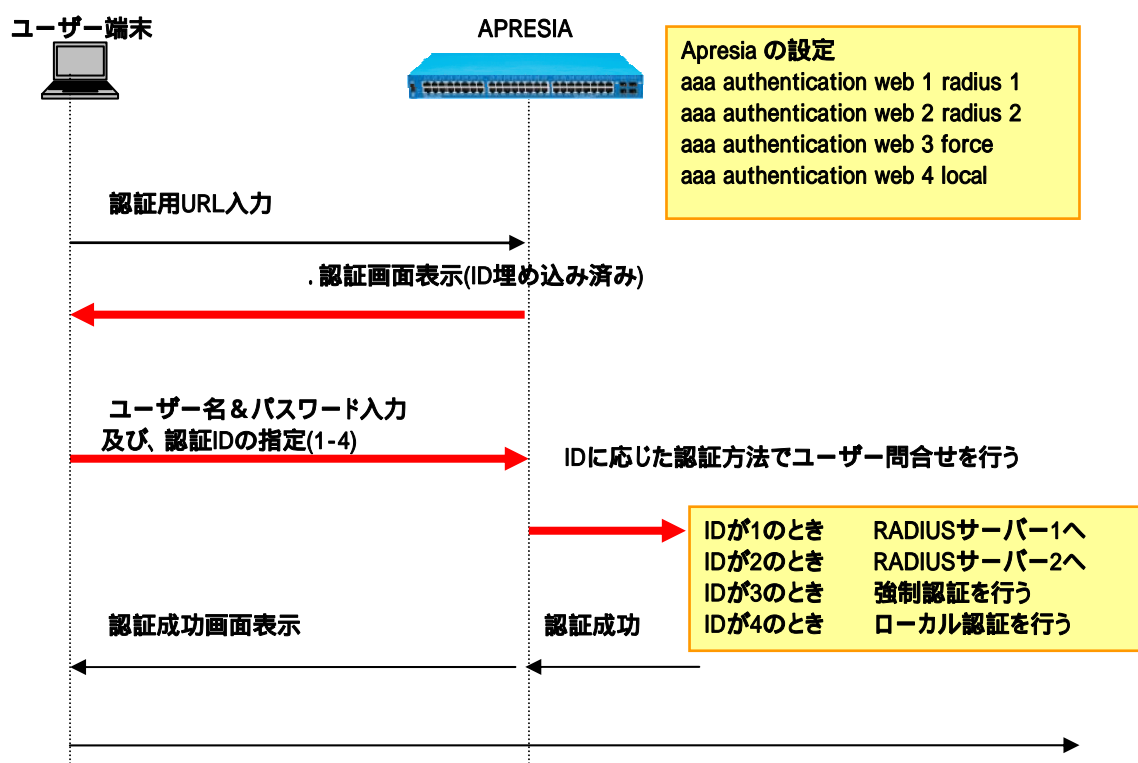 ユーザー端末
APRESIA
Apresia の設定
aaa authentication web 1 radius 1
aaa authentication web 2 radius 2
aaa authentication web 3 force
aaa authentication web 4 local
認証用URL入力
. 認証画面表示(ID埋め込み済み)
ユーザー名＆パスワード入力
及び、認証IDの指定(1-4)
IDに応じた認証方法でユーザー問合せを行う
IDが1のとき　　RADIUSサーバー1へ
IDが2のとき　　RADIUSサーバー2へ
IDが3のとき　　強制認証を行う
IDが4のとき　　ローカル認証を行う
認証成功画面表示
認証成功